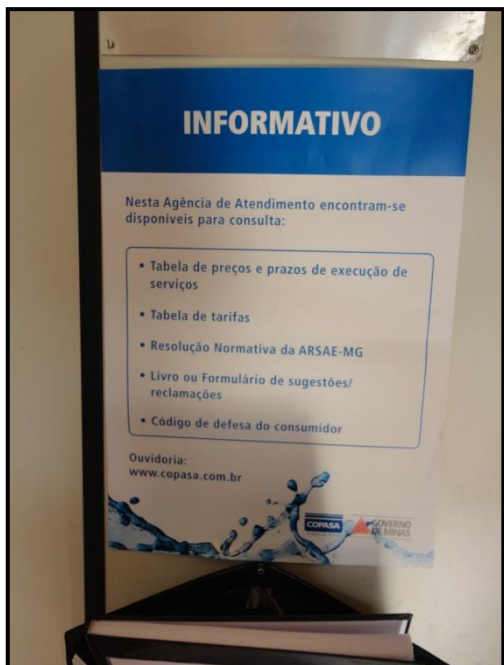 INFORMATIVO
Nesta Agência de Atendimento encontram-se
disponíveis para consulta:
• Tabela de preços e prazos de execução de
serviços
• Tabela de tarifas
• Resolução Normativa da ARSAE-MG
• Livro ou Formulário de sugestões/
reclamações
• Código de defesa do consumidor
Ouvidoria:
www.copasa.com.br
COPASA
GOVERNO
DE MINAS